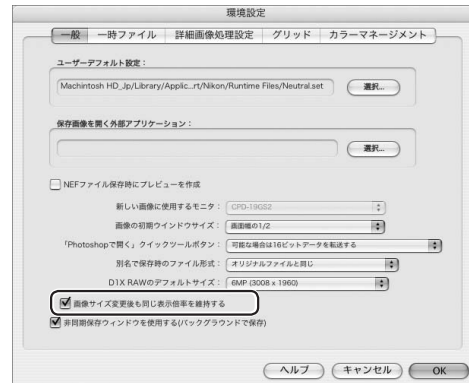 環境設定
一般 一時ファイル 詳細画像処理設定 グリッド カラーマネージメント
ユーザーデフォルト設定：
Machintosh HD_Jp/Library/Applic...rt/Nikon/Runtime Files/Neutral.set 選択...
保存画像を開く外部アプリケーション：
選択...
NEFファイル保存時にプレビューを作成
新しい画像に使用するモニタ： CPD-19GS2
画像の初期ウインドウサイズ： 画面幅の1/2
「Photoshopで開く」クイックツールボタン： 可能な場合は16ビットデータを転送する
別名で保存時のファイル形式： オリジナルファイルと同じ
D1X RAWのデフォルトサイズ： 6MP (3008 x 1960)
画像サイズ変更後も同じ表示倍率を維持する
非同期保存ウィンドウを使用する(バックグラウンドで保存)
ヘルプ キャンセル OK